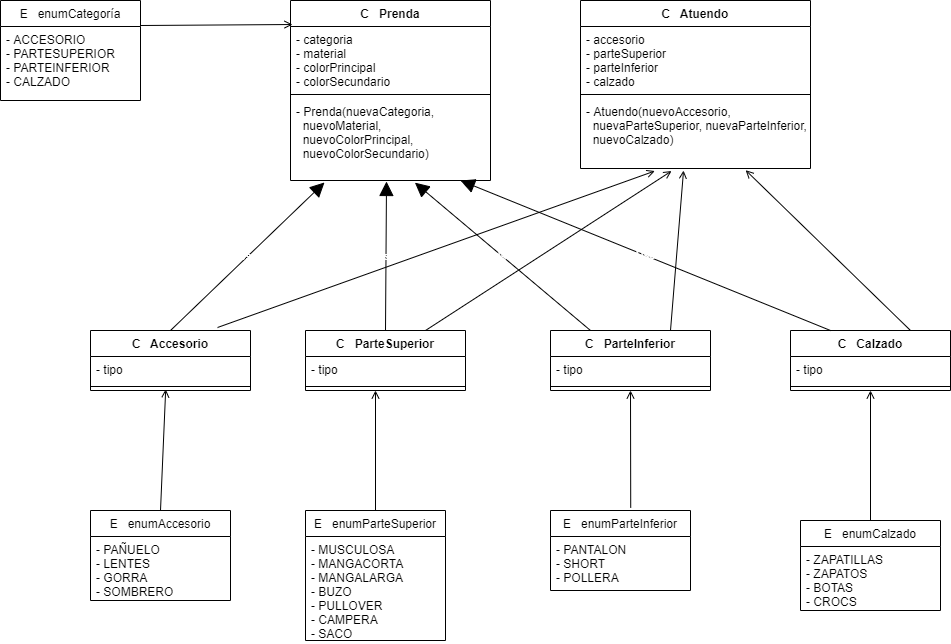 E enumCategoría
- ACCESORIO
- PARTESUPERIOR
- PARTEINFERIOR
- CALZADO
C Prenda
- categoria
- material
- colorPrincipal
- colorSecundario
- Prenda(nuevaCategoria,
nuevoMaterial,
nuevoColorPrincipal,
nuevoColorSecundario)
C Atuendo
- accesorio
- parteSuperior
- parteInferior
- calzado
- Atuendo(nuevoAccesorio,
nuevaParteSuperior, nuevaParteInferior,
nuevoCalzado)
C Accesorio
- tipo
C ParteSuperior
- tipo
C ParteInferior
- tipo
C Calzado
- tipo
E enumAccesorio
- PAÑUELO
- LENTES
- GORRA
- SOMBRERO
E enumParteSuperior
- MUSCULOSA
- MANGACORTA
- MANGALARGA
- BUZO
- PULLOVER
- CAMPERA
- SACO
E enumParteInferior
- PANTALON
- SHORT
- POLLERA
E enumCalzado
- ZAPATILLAS
- ZAPATOS
- BOTAS
- CROCS